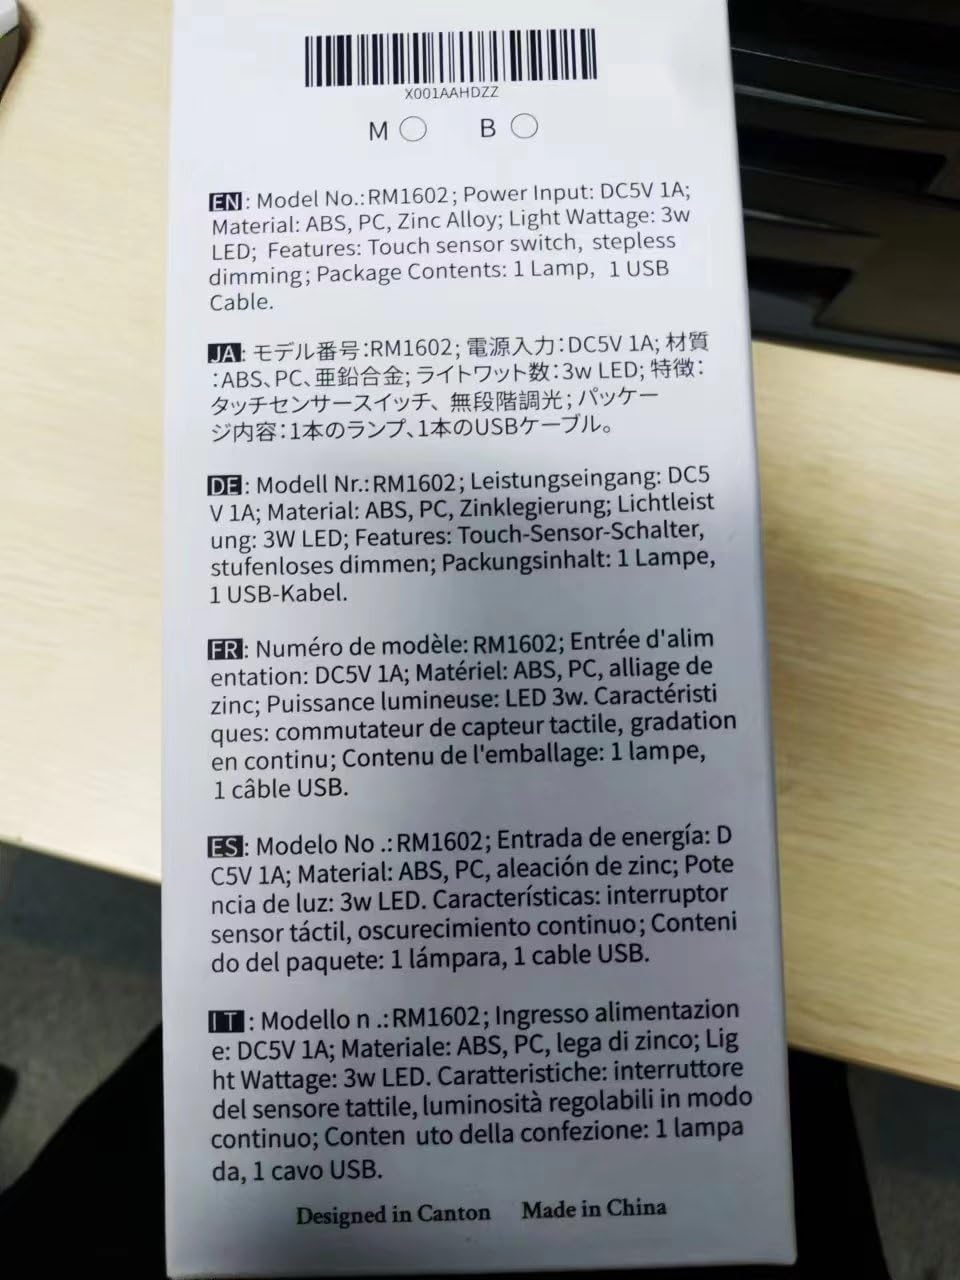 X001AAHDZZ
M B
EN: Model No.:RM1602; Power Input: DC5V 1A;
Material: ABS, PC, Zinc Alloy; Light Wattage: 3w
LED; Features: Touch sensor switch, stepless
dimming; Package Contents: 1 Lamp, 1 USB
Cable.
JA: モデル番号:RM1602; 電源入力:DC5V 1A; 材質
:ABS、PC、亜鉛合金; ライトワット数:3w LED; 特徴:
タッチセンサースイッチ、無段階調光; パッケー
ジ内容:1本のランプ、1本のUSBケーブル。
DE: Modell Nr.:RM1602; Leistungseingang: DC5
V 1A; Material: ABS, PC, Zinklegierung; Lichtleist
ung: 3W LED; Features: Touch-Sensor-Schalter,
stufenloses dimmen; Packungsinhalt: 1 Lampe,
1 USB-Kabel.
FR: Numéro de modèle: RM1602; Entrée d'alim
entation: DC5V 1A; Matériel: ABS, PC, alliage de
zinc; Puissance lumineuse: LED 3w. Caractéristi
ques: commutateur de capteur tactile, gradation
en continu; Contenu de l'emballage: 1 lampe,
1 câble USB.
ES: Modelo No .:RM1602; Entrada de energía: D
C5V 1A; Material: ABS, PC, aleación de zinc; Pote
ncia de luz: 3w LED. Características: interruptor
sensor táctil, oscurecimiento continuo; Conteni
do del paquete: 1 lámpara, 1 cable USB.
IT: Modello n .:RM1602; Ingresso alimentazion
e: DC5V 1A; Materiale: ABS, PC, lega di zinco; Lig
ht Wattage: 3w LED. Caratteristiche: interruttore
del sensore tattile, luminosità regolabili in modo
continuo; Conten uto della confezione: 1 lampa
da, 1 cavo USB.
Designed in Canton Made in China